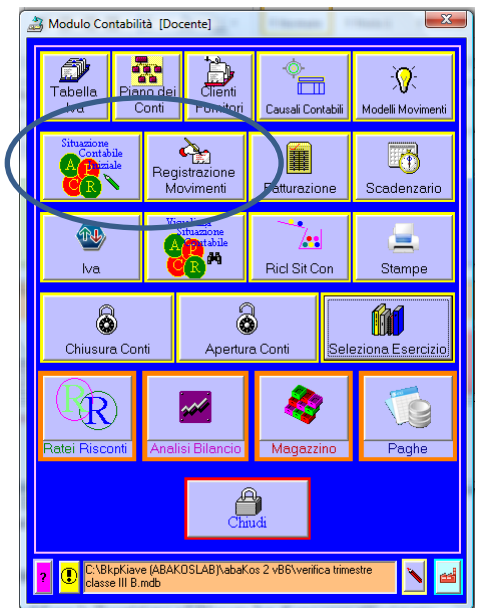 Modulo Contabilità [Docente]
Tabella Iva
Piano dei Conti
Clienti Fornitori
Causali Contabili
Modelli Movimenti
Situazione Contabile Iniziale
A P C R
Registrazione Movimenti
Fatturazione
Scadenzario
Iva
Visualizza Situazione Contabile
A P C R
Ricl Sit Con
Stampe
Chiusura Conti
Apertura Conti
Seleziona Esercizio
RR
Ratei Risconti
Analisi Bilancio
Magazzino
Paghe
Chiudi
? !
C:\BkpKiave (ABAKOSLAB)\abaKos 2 vB6\verifica trimestre
classe III B.mdb